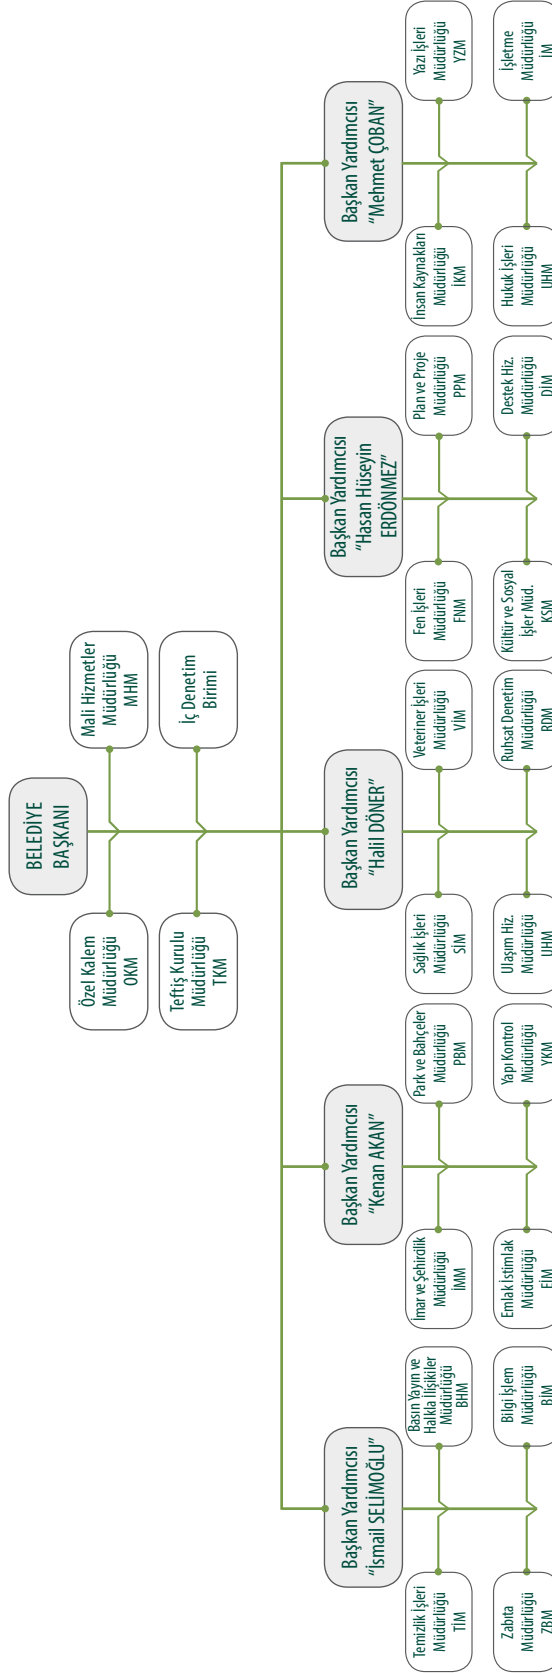 BELEDİYE
BAŞKANI
Özel Kalem
Müdürlüğü
OKM
Mali Hizmetler
Müdürlüğü
MHM
Teftiş Kurulu
Müdürlüğü
TKM
İç Denetim
Birimi
Başkan Yardımcısı
“İsmail SELİMOĞLU”
Başkan Yardımcısı
“Kenan AKAN”
Başkan Yardımcısı
“Halil DÖNER”
Başkan Yardımcısı
“Hasan Hüseyin
ERDÖNMEZ”
Başkan Yardımcısı
“Mehmet ÇOBAN”
Temizlik İşleri
Müdürlüğü
TİM
Basın Yayın ve
Halkla İlişikiler
Müdürlüğü
BHM
İmar ve Şehircilik
Müdürlüğü
İMM
Park ve Bahçeler
Müdürlüğü
PBM
Sağlık İşleri
Müdürlüğü
SİM
Veteriner İşleri
Müdürlüğü
VİM
Fen İşleri
Müdürlüğü
FNM
Plan ve Proje
Müdürlüğü
PPM
İnsan Kaynakları
Müdürlüğü
İKM
Yazı İşleri
Müdürlüğü
YZM
Zabıta
Müdürlüğü
ZBM
Bilgi İşlem
Müdürlüğü
BİM
Emlak İstimlak
Müdürlüğü
EİM
Yapı Kontrol
Müdürlüğü
YKM
Ulaşım Hiz.
Müdürlüğü
UHM
Ruhsat Denetim
Müdürlüğü
RDM
Kültür ve Sosyal
İşler Müd.
KSM
Destek Hiz.
Müdürlüğü
DİM
Hukuk İşleri
Müdürlüğü
UHM
İşletme
Müdürlüğü
İM